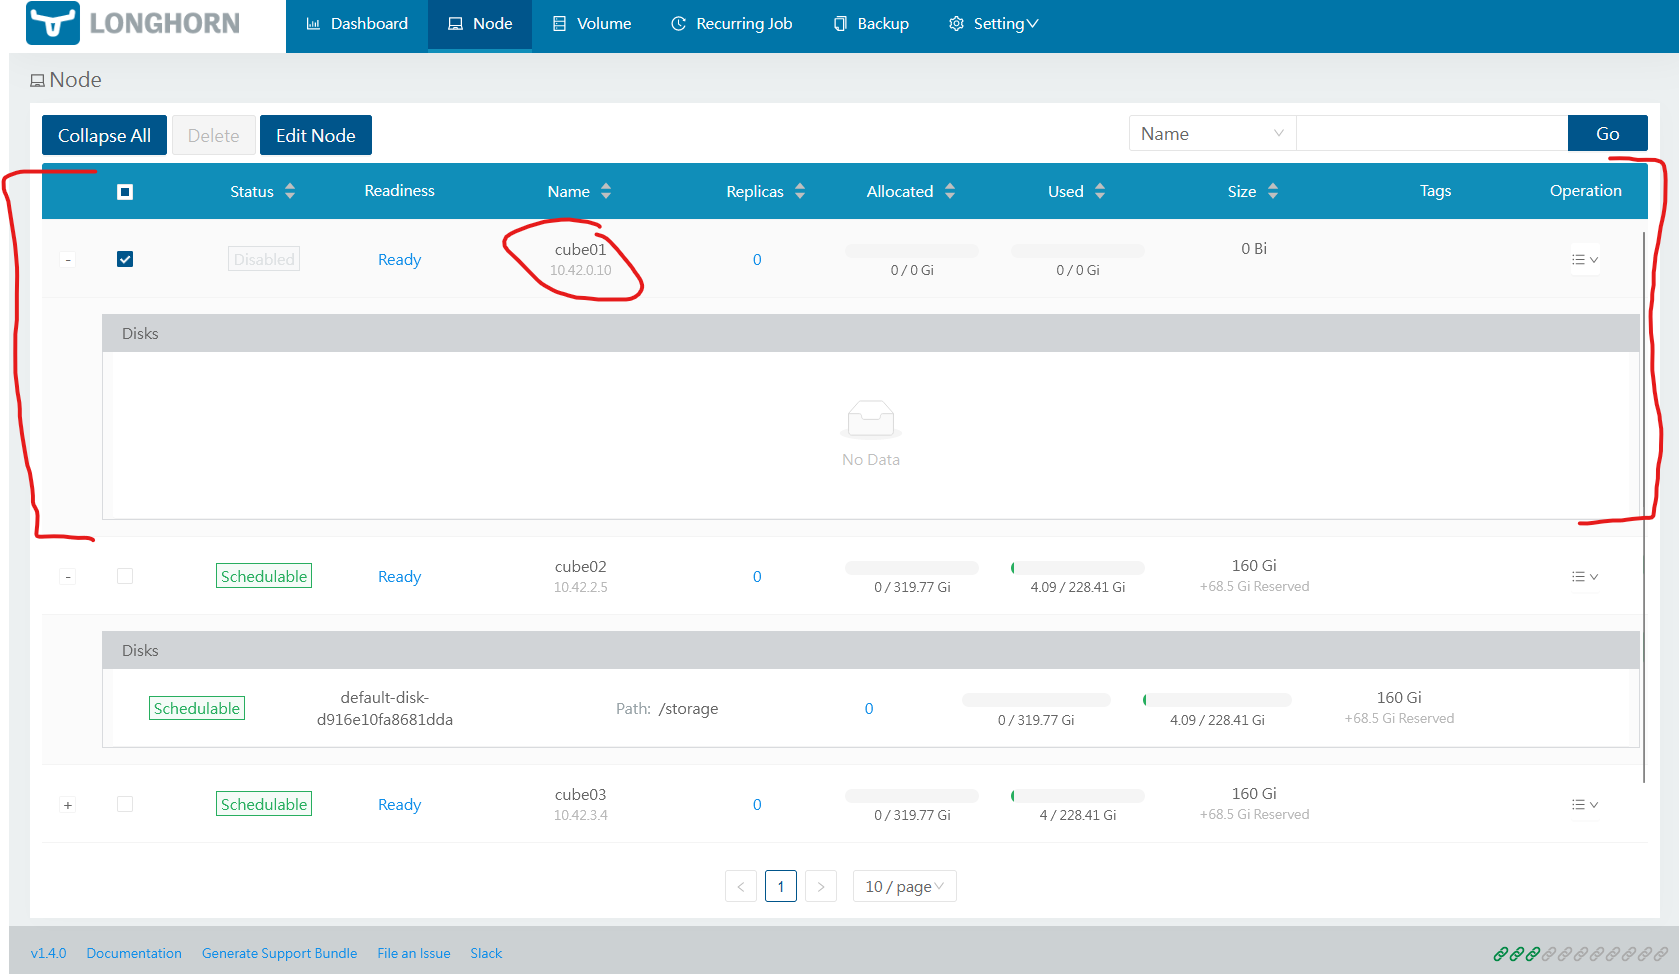 LONGHORN
Dashboard Node Volume Recurring Job Backup Setting
Node
Collapse All Delete Edit Node Name Go
Status Readiness Name Replicas Allocated Used Size Tags Operation
- Disabled Ready cube01 0 0 / 0 Gi 0 / 0 Gi 0 Bi
10.42.0.10
Disks
No Data
- Schedulable Ready cube02 0 0 / 319.77 Gi 4.09 / 228.41 Gi 160 Gi
10.42.2.5 +68.5 Gi Reserved
Disks
Schedulable default-disk- Path: /storage 0 0 / 319.77 Gi 4.09 / 228.41 Gi 160 Gi
d916e10fa8681dda +68.5 Gi Reserved
+ Schedulable Ready cube03 0 0 / 319.77 Gi 4 / 228.41 Gi 160 Gi
10.42.3.4 +68.5 Gi Reserved
< 1 > 10 / page
v1.4.0 Documentation Generate Support Bundle File an Issue Slack